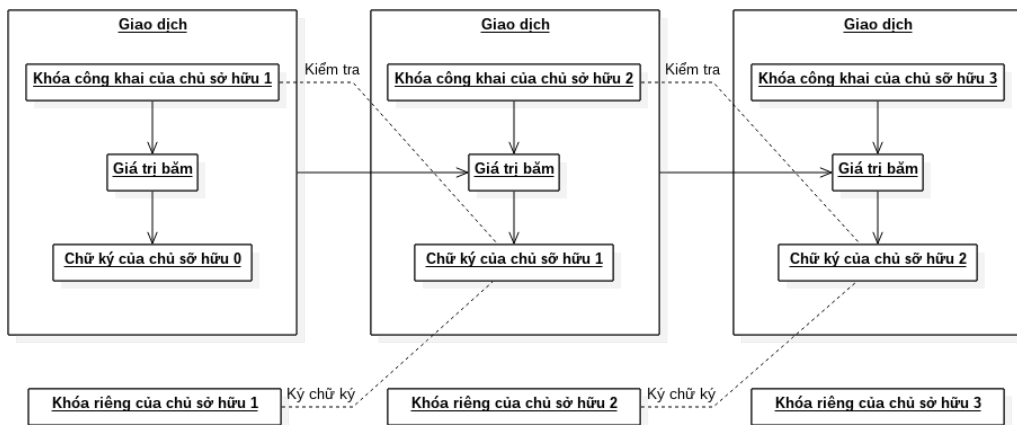 Giao dịch
Giao dịch
Giao dịch
Khóa công khai của chủ sở hữu 1
Kiểm tra
Khóa công khai của chủ sở hữu 2
Kiểm tra
Khóa công khai của chủ sỡ hữu 3
Giá trị băm
Giá trị băm
Giá trị băm
Chữ ký của chủ sỡ hữu 0
Chữ ký của chủ sỡ hữu 1
Chữ ký của chủ sỡ hữu 2
Khóa riêng của chủ sở hữu 1
Ký chữ ký
Khóa riêng của chủ sở hữu 2
Ký chữ ký
Khóa riêng của chủ sở hữu 3